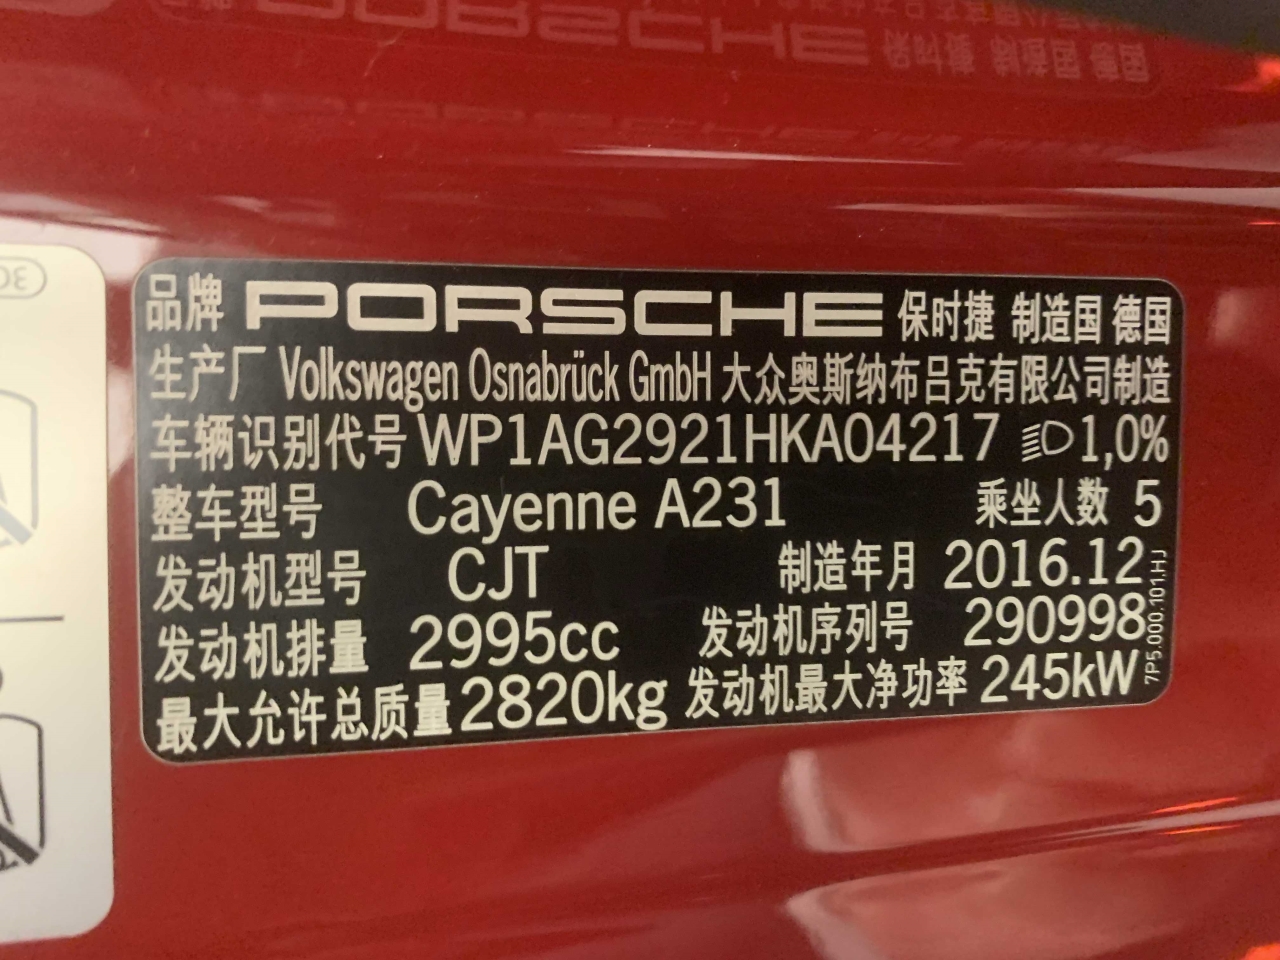 品牌 PORSCHE 保时捷 制造国 德国
生产厂 Volkswagen Osnabrück GmbH 大众奥斯纳布吕克有限公司制造
车辆识别代号 WP1AG2921HKA04217 1,0%
整车型号 Cayenne A231 乘坐人数 5
发动机型号 CJT 制造年月 2016.12
发动机排量 2995cc 发动机序列号 290998
最大允许总质量 2820kg 发动机最大净功率 245kW
7P5.000.101.HJ